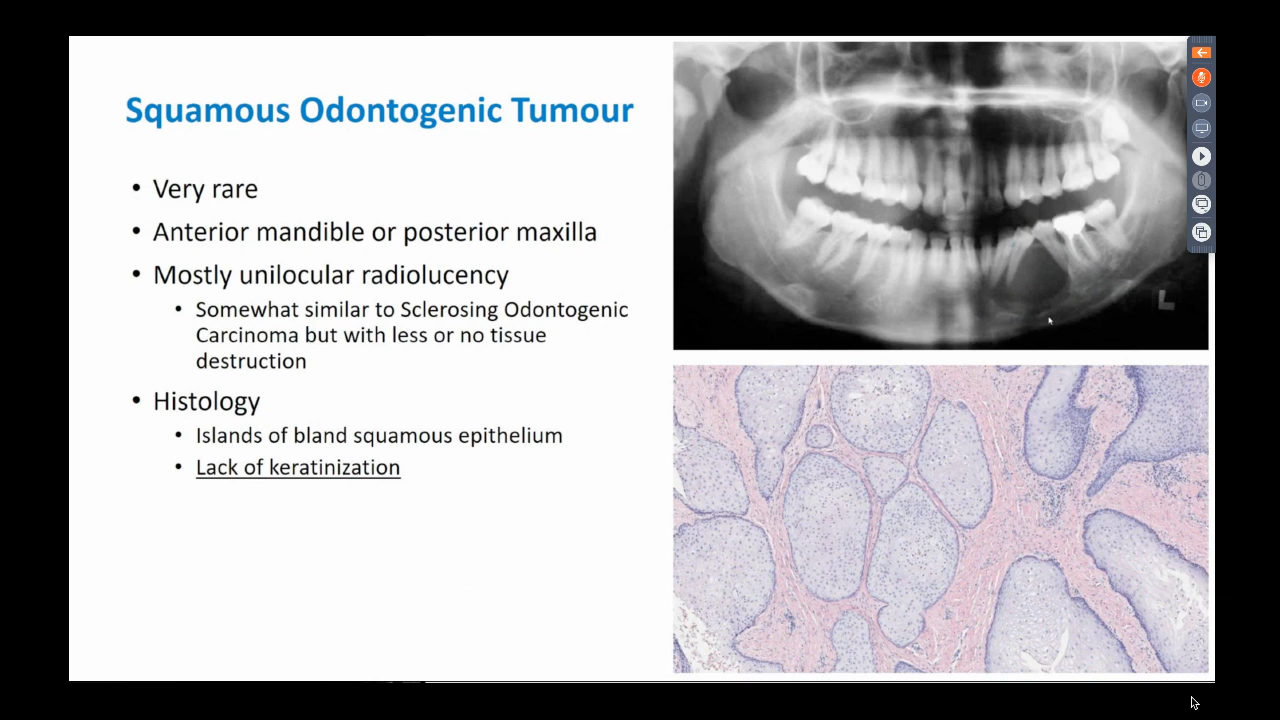 Squamous Odontogenic Tumour
• Very rare
• Anterior mandible or posterior maxilla
• Mostly unilocular radiolucency
• Somewhat similar to Sclerosing Odontogenic
Carcinoma but with less or no tissue
destruction
• Histology
• Islands of bland squamous epithelium
• Lack of keratinization
L